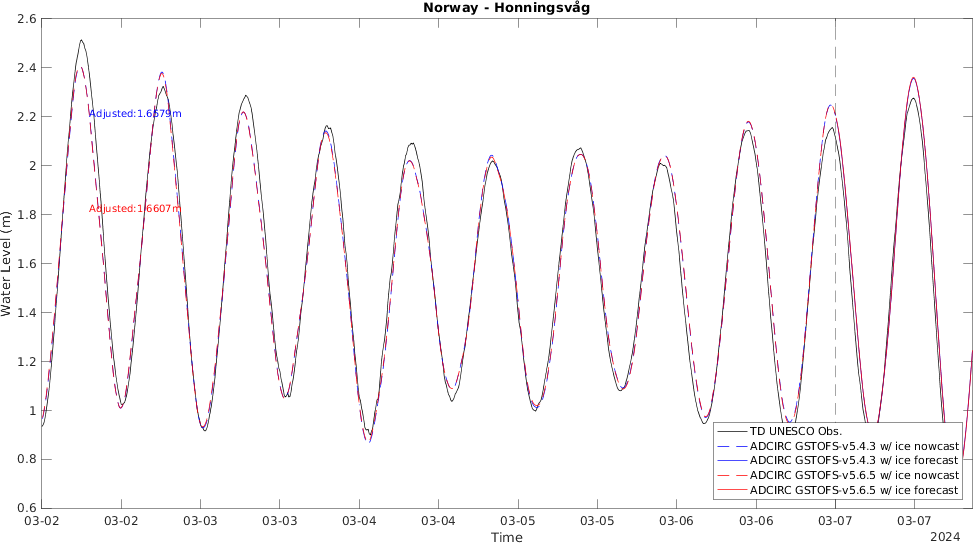 Norway - Honningsvåg
2.6
2.4
2.2
2
1.8
1.6
1.4
1.2
1
0.8
0.6
Water Level (m)
Adjusted:1.6579m
Adjusted:1.6607m
TD UNESCO Obs.
ADCIRC GSTOFS-v5.4.3 w/ ice nowcast
ADCIRC GSTOFS-v5.4.3 w/ ice forecast
ADCIRC GSTOFS-v5.6.5 w/ ice nowcast
ADCIRC GSTOFS-v5.6.5 w/ ice forecast
03-02 03-02 03-03 03-03 03-04 03-04 03-05 03-05 03-06 03-06 03-07 03-07
Time
2024